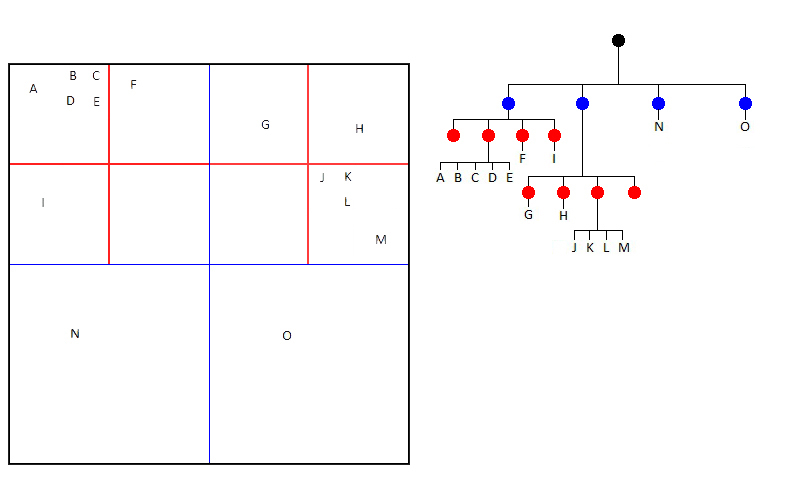 A B C
D E
F
G
H
I
J K
L
M
N
O
N O
F I
A B C D E
G H
J K L M